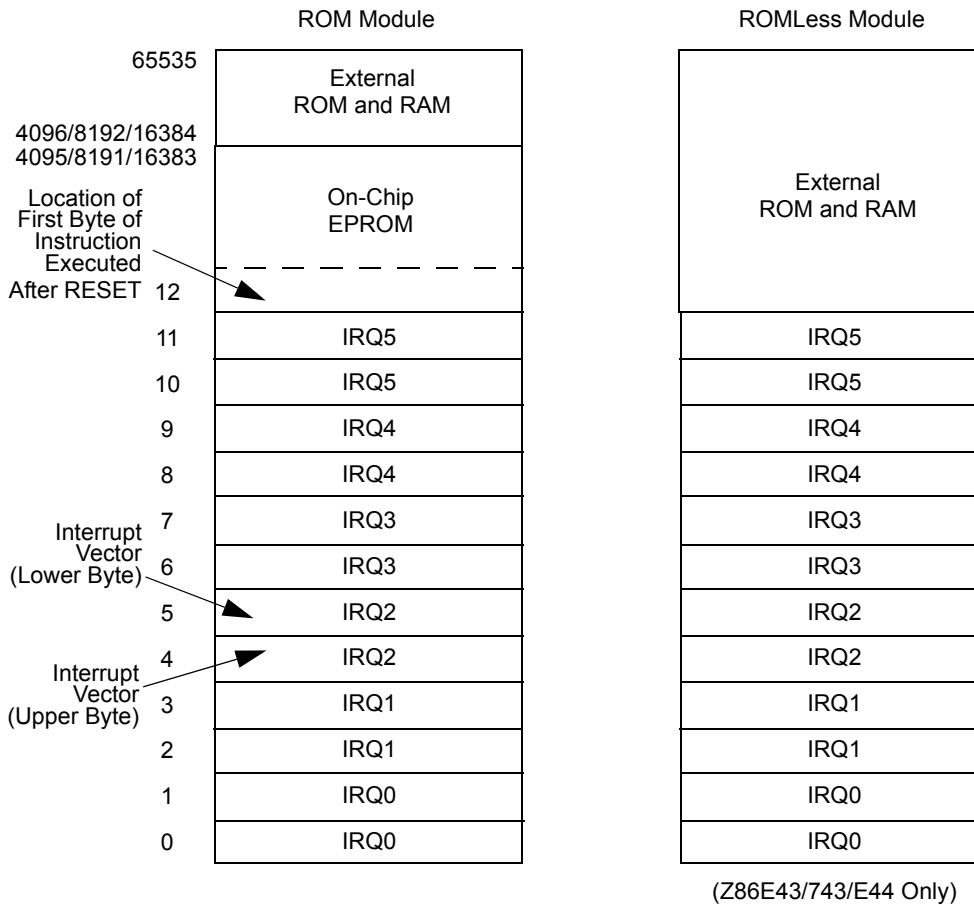 ROM Module
ROMLess Module
65535
External
ROM and RAM
4096/8192/16384
4095/8191/16383
On-Chip
EPROM
External
ROM and RAM
Location of
First Byte of
Instruction
Executed
After RESET 12
11 IRQ5 IRQ5
10 IRQ5 IRQ5
9 IRQ4 IRQ4
8 IRQ4 IRQ4
7 IRQ3 IRQ3
Interrupt
Vector
(Lower Byte)
6 IRQ3 IRQ3
5 IRQ2 IRQ2
4 IRQ2 IRQ2
Interrupt
Vector
(Upper Byte)
3 IRQ1 IRQ1
2 IRQ1 IRQ1
1 IRQ0 IRQ0
0 IRQ0 IRQ0
(Z86E43/743/E44 Only)